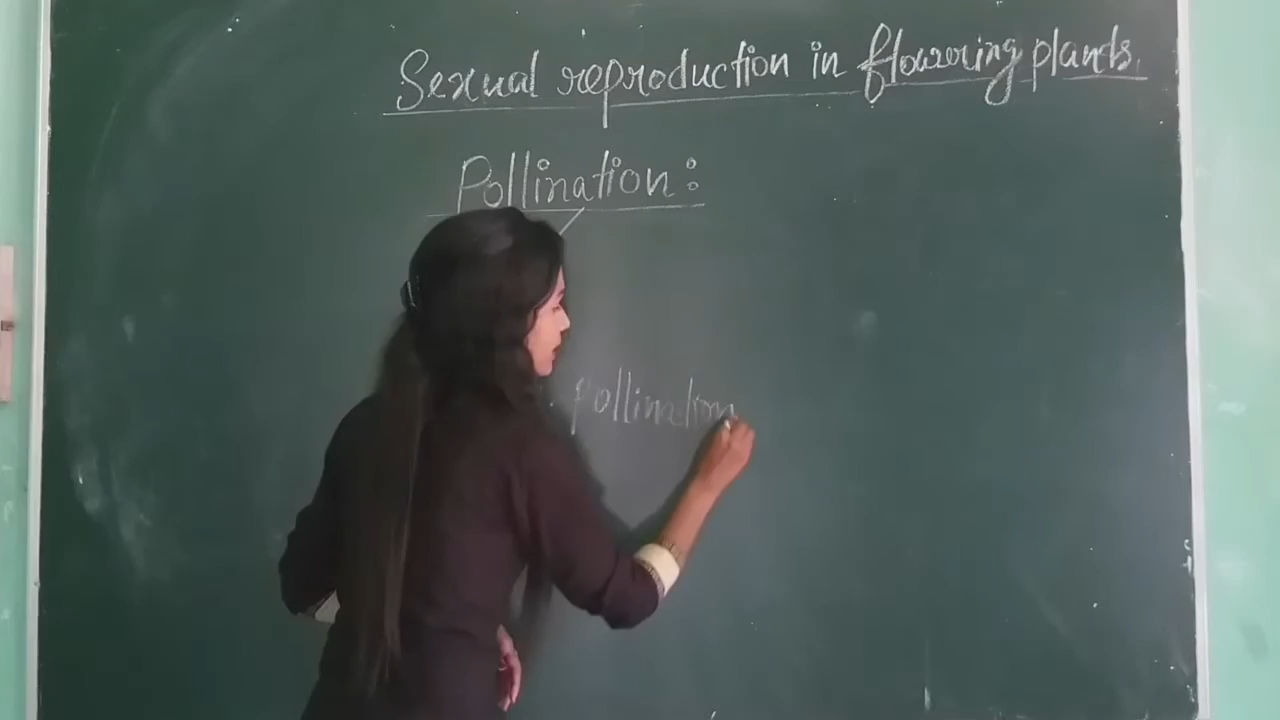 Sexual reproduction in flowering plants.
Pollination :
pollination